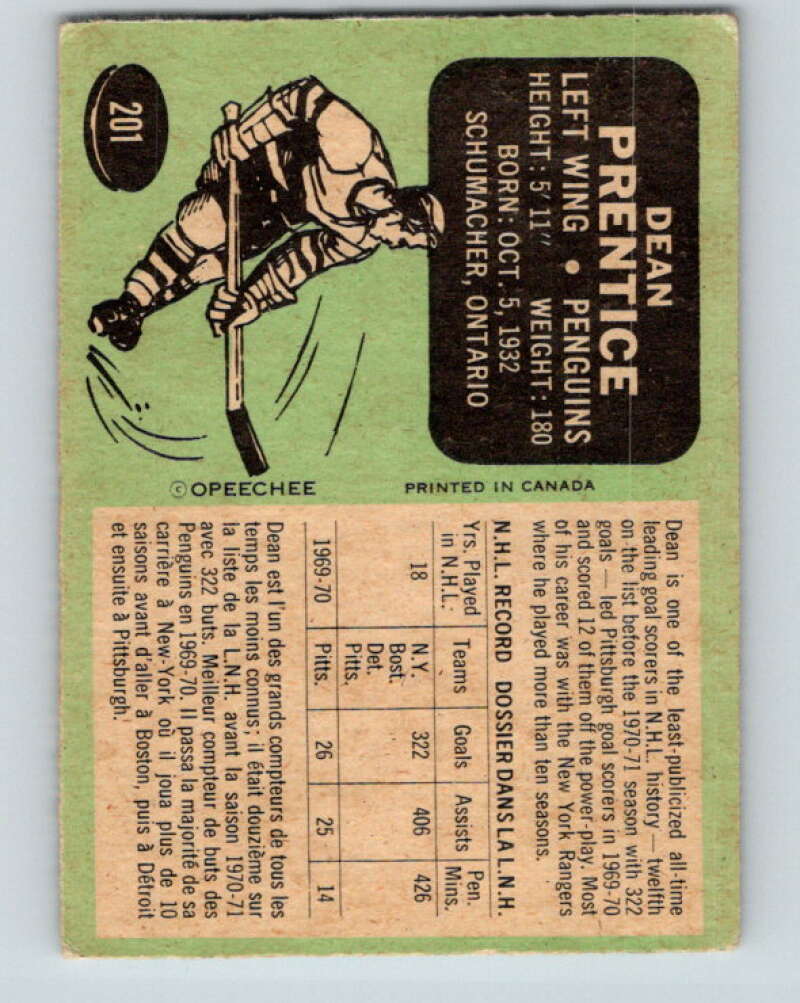 201
DEAN
PRENTICE
LEFT WING • PENGUINS
HEIGHT: 5'11" WEIGHT: 180
BORN: OCT. 5, 1932
SCHUMACHER, ONTARIO
© OPEECHEE PRINTED IN CANADA
Dean is one of the least-publicized all-time
leading goal scorers in N.H.L. history — twelfth
on the list before the 1970-71 season with 322
goals — led Pittsburgh goal scorers in 1969-70
and scored 12 of them off the power-play. Most
of his career was with the New York Rangers
where he played more than ten seasons.
N.H.L. RECORD DOSSIER DANS LA L.N.H.
Yrs. Played
in N.H.L. Teams Goals Assists Pen.
Mins.
18 N.Y. 322 406 426
Bost.
Det.
Pitts.
1969-70 Pitts. 26 25 14
Dean est l'un des grands compteurs de tous les
temps les moins connus; il était douzième sur
la liste de la L.N.H. avant la saison 1970-71
avec 322 buts. Meilleur compteur de buts des
Penguins en 1969-70. Il passa la majorité de sa
carrière à New-York où il joua plus de 10
saisons avant d'aller à Boston, puis à Détroit
et ensuite à Pittsburgh.